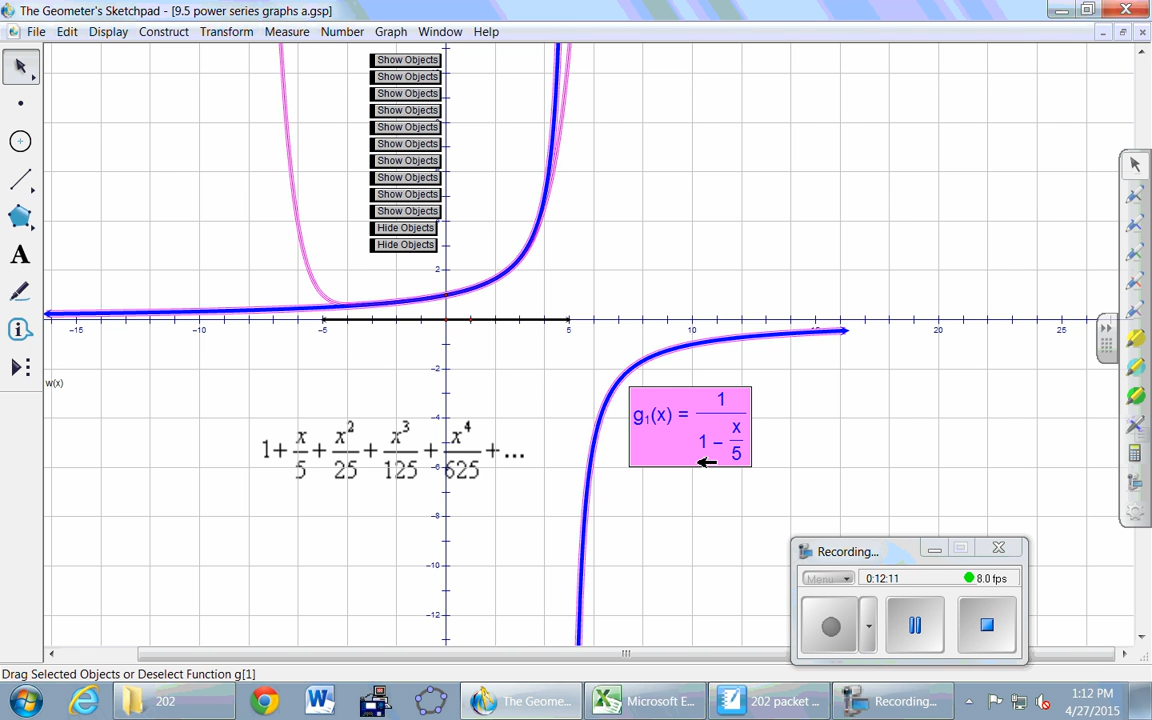 The Geometer's Sketchpad - [9.5 power series graphs a.gsp]
File Edit Display Construct Transform Measure Number Graph Window Help
Show Objects
Show Objects
Show Objects
Show Objects
Show Objects
Show Objects
Show Objects
Show Objects
Show Objects
Show Objects
Hide Objects
Hide Objects
2
-15 -10 -5 5 10 15 20 25
-2
-4
-6
-8
-10
-12
w(x)
A
1+x/5+x²/25+x³/125+x⁴/625+...
g₁(x) = 1/(1 − x/5)
Recording...
Menu 0:12:11 8.0 fps
Drag Selected Objects or Deselect Function g[1]
202 The Geome... Microsoft E... 202 packet ... Recording...
1:12 PM
4/27/2015